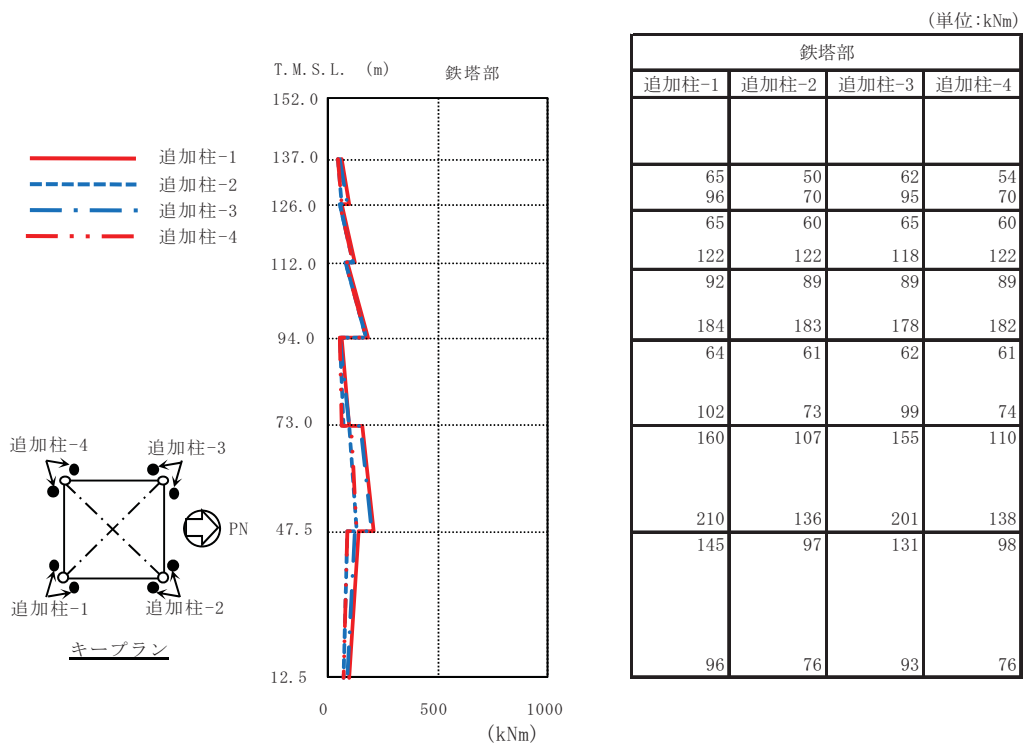 (単位:kNm)
T.M.S.L. (m) 鉄塔部
152.0
137.0
126.0
112.0
94.0
73.0
47.5
12.5
0 500 1000
(kNm)
追加柱-1
追加柱-2
追加柱-3
追加柱-4
追加柱-4 追加柱-3
PN
追加柱-1 追加柱-2
キープラン
鉄塔部
追加柱-1 追加柱-2 追加柱-3 追加柱-4
65 50 62 54
96 70 95 70
65 60 65 60
122 122 118 122
92 89 89 89
184 183 178 182
64 61 62 61
102 73 99 74
160 107 155 110
210 136 201 138
145 97 131 98
96 76 93 76